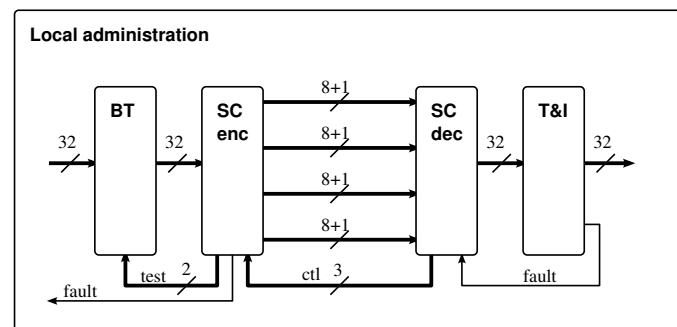 Local administration
8+1
BT
SC
enc
SC
dec
T&I
32
32
8+1
32
32
8+1
8+1
test
2
ctl
3
fault
fault